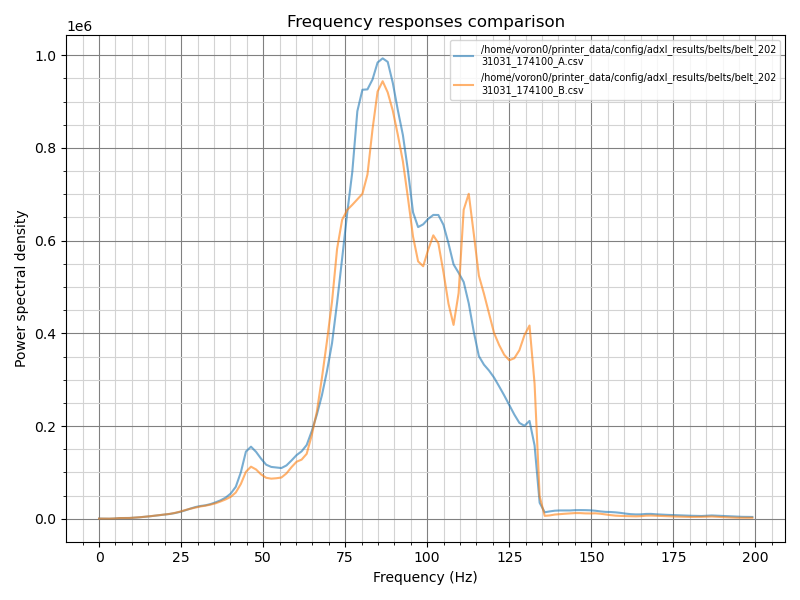 Frequency responses comparison
1e6
/home/voron0/printer_data/config/adxl_results/belts/belt_202
31031_174100_A.csv
/home/voron0/printer_data/config/adxl_results/belts/belt_202
31031_174100_B.csv
1.0
0.8
0.6
0.4
0.2
0.0
Power spectral density
0 25 50 75 100 125 150 175 200
Frequency (Hz)